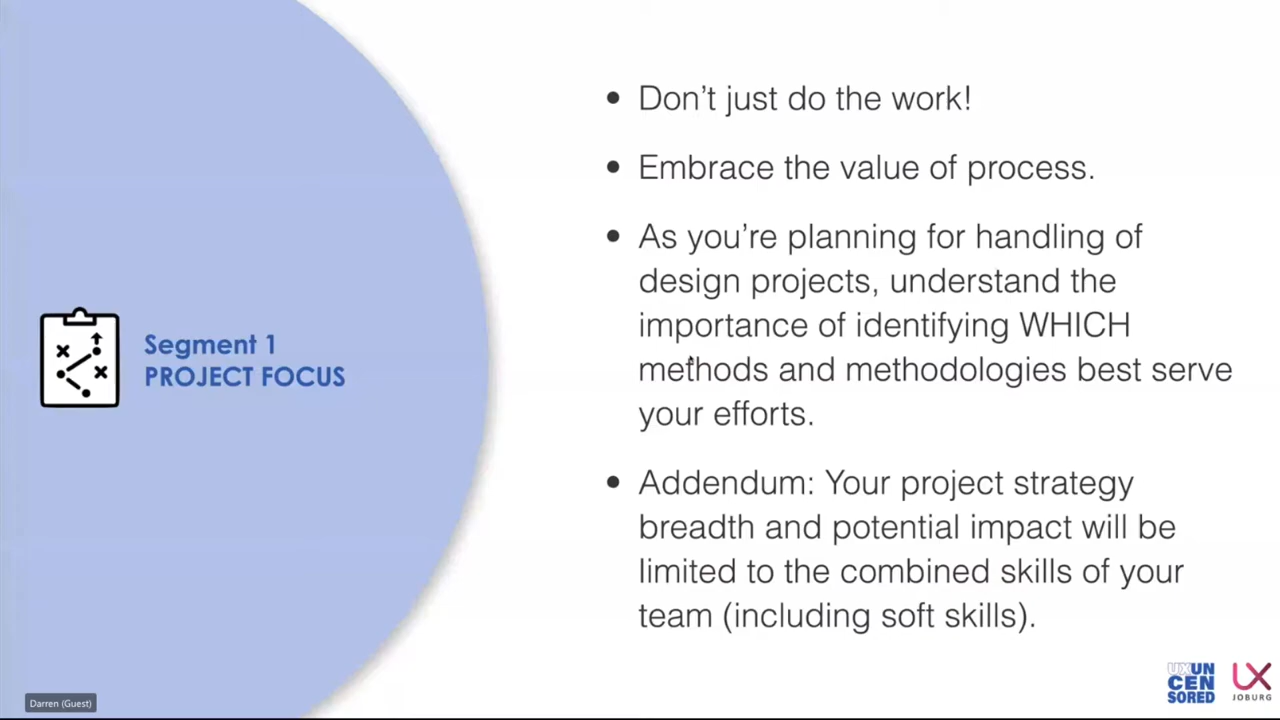 Segment 1
PROJECT FOCUS
• Don't just do the work!
• Embrace the value of process.
• As you're planning for handling of
design projects, understand the
importance of identifying WHICH
methods and methodologies best serve
your efforts.
• Addendum: Your project strategy
breadth and potential impact will be
limited to the combined skills of your
team (including soft skills).
Darren (Guest)
UXUN
CEN
SORED
UX
JOBURG